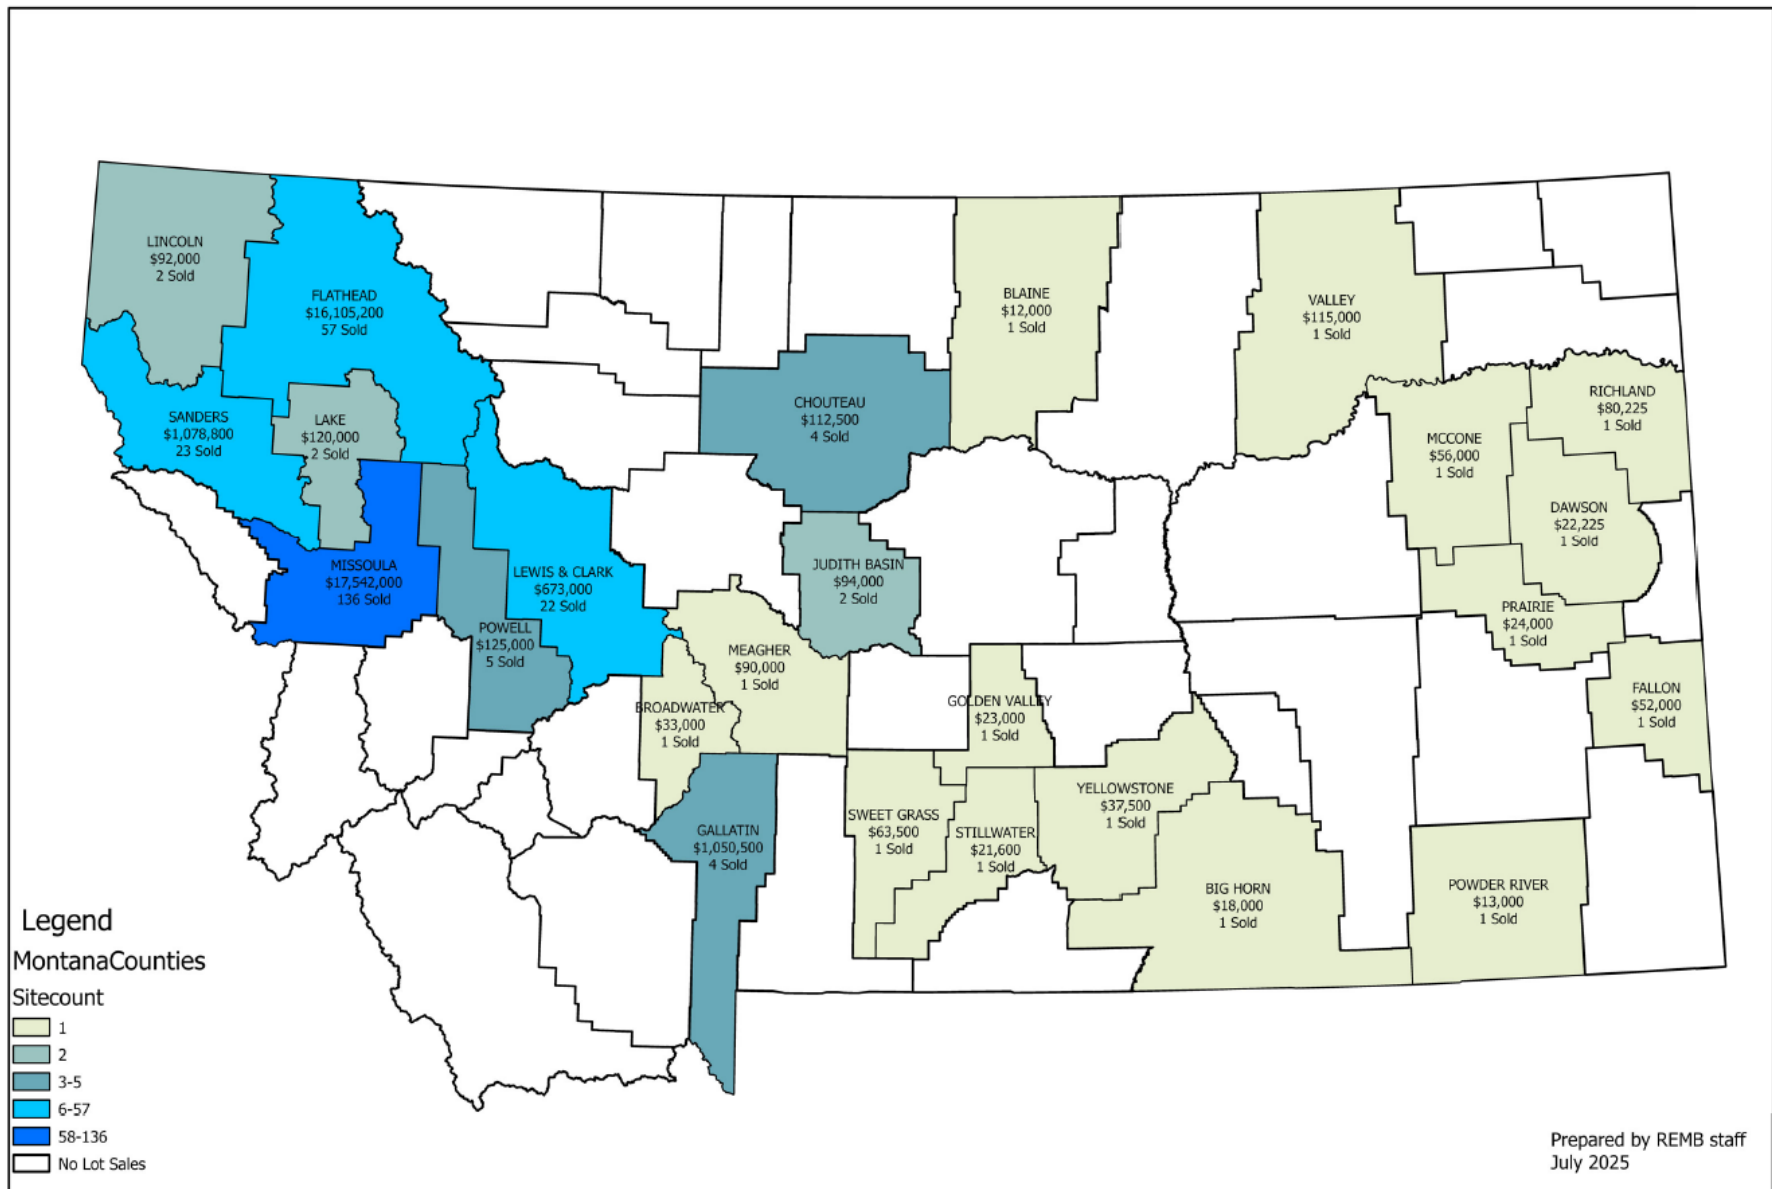 LINCOLN
$92,000
2 Sold
FLATHEAD
$16,105,200
57 Sold
BLAINE
$12,000
1 Sold
VALLEY
$115,000
1 Sold
SANDERS
$1,078,800
23 Sold
LAKE
$120,000
2 Sold
CHOUTEAU
$112,500
4 Sold
RICHLAND
$80,225
1 Sold
MCCONE
$56,000
1 Sold
DAWSON
$22,225
1 Sold
MISSOULA
$17,542,000
136 Sold
LEWIS & CLARK
$673,000
22 Sold
JUDITH BASIN
$94,000
2 Sold
PRAIRIE
$24,000
1 Sold
POWELL
$125,000
5 Sold
MEAGHER
$90,000
1 Sold
BROADWATER
$33,000
1 Sold
GOLDEN VALLEY
$23,000
1 Sold
FALLON
$52,000
1 Sold
GALLATIN
$1,050,500
4 Sold
SWEET GRASS
$63,500
1 Sold
STILLWATER
$21,600
1 Sold
YELLOWSTONE
$37,500
1 Sold
BIG HORN
$18,000
1 Sold
POWDER RIVER
$13,000
1 Sold
Legend
MontanaCounties
Sitecount
1
2
3-5
6-57
58-136
No Lot Sales
Prepared by REMB staff
July 2025